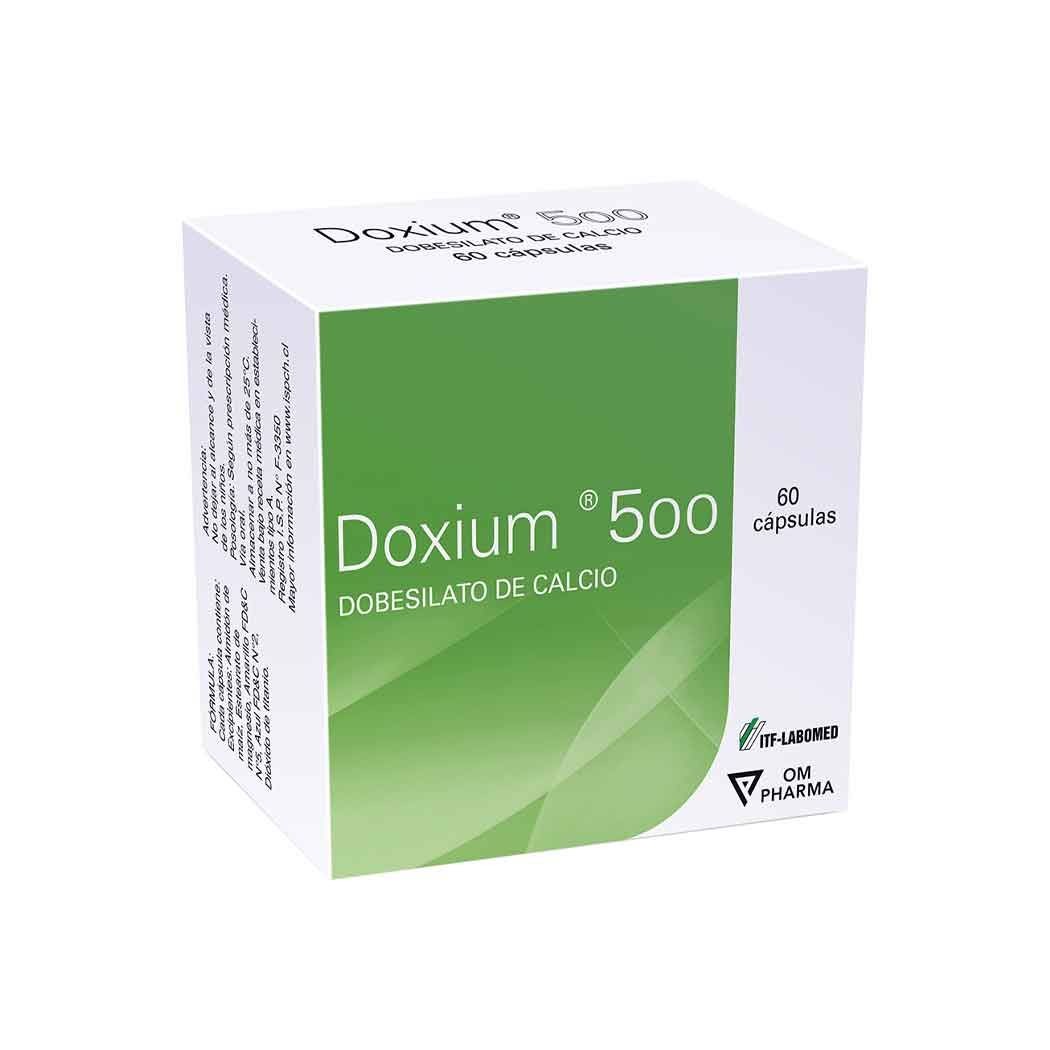 Doxium® 500
DOBESILATO DE CALCIO
60 cápsulas
Advertencia:
No dejar al alcance y de la vista
de los niños.
Posología: Según prescripción médica.
Vía oral.
Almacenar a no más de 25°C.
Venta bajo receta médica en estableci-
mientos tipo A.
Registro I.S.P. N° F-3350
Mayor información en www.ispch.cl
FÓRMULA:
Cada cápsula contiene:
Excipientes: Almidón de
maíz. Estearato de
magnesio, Amarillo FD&C
N°5, Azul FD&C N°2,
Dióxido de titanio.
Doxium ® 500
DOBESILATO DE CALCIO
60
cápsulas
ITF-LABOMED
OM
PHARMA